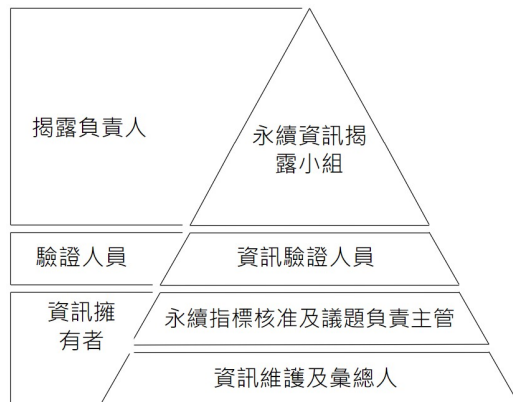 揭露負責人
永續資訊揭
露小組
驗證人員
資訊驗證人員
資訊擁
有者
永續指標核准及議題負責主管
資訊維護及彙總人